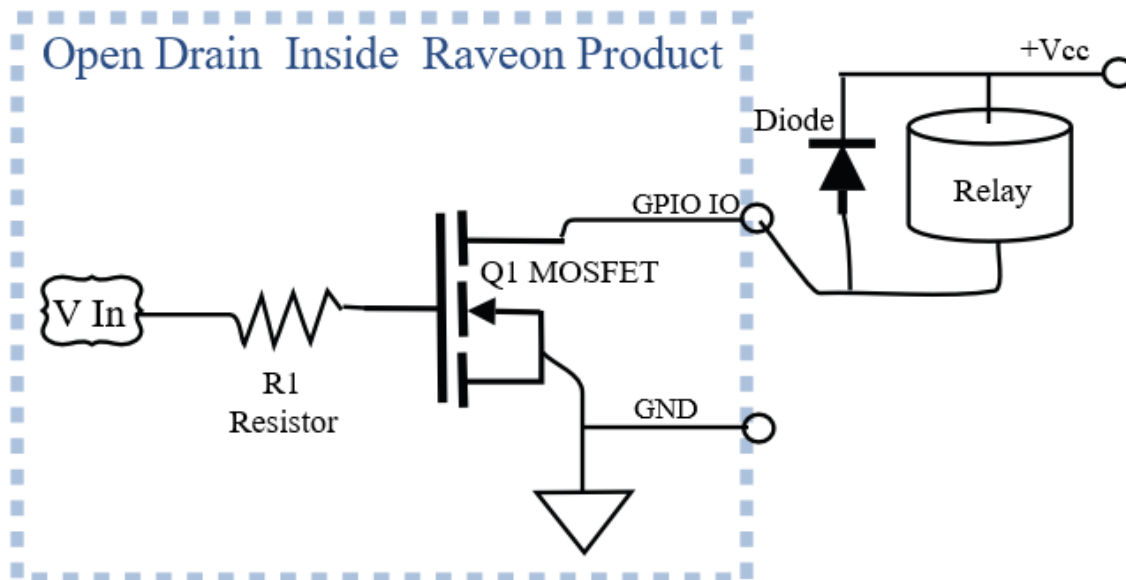 Open Drain Inside Raveon Product
+Vcc
Diode
Relay
GPIO IO
Q1 MOSFET
V In
R1
Resistor
GND